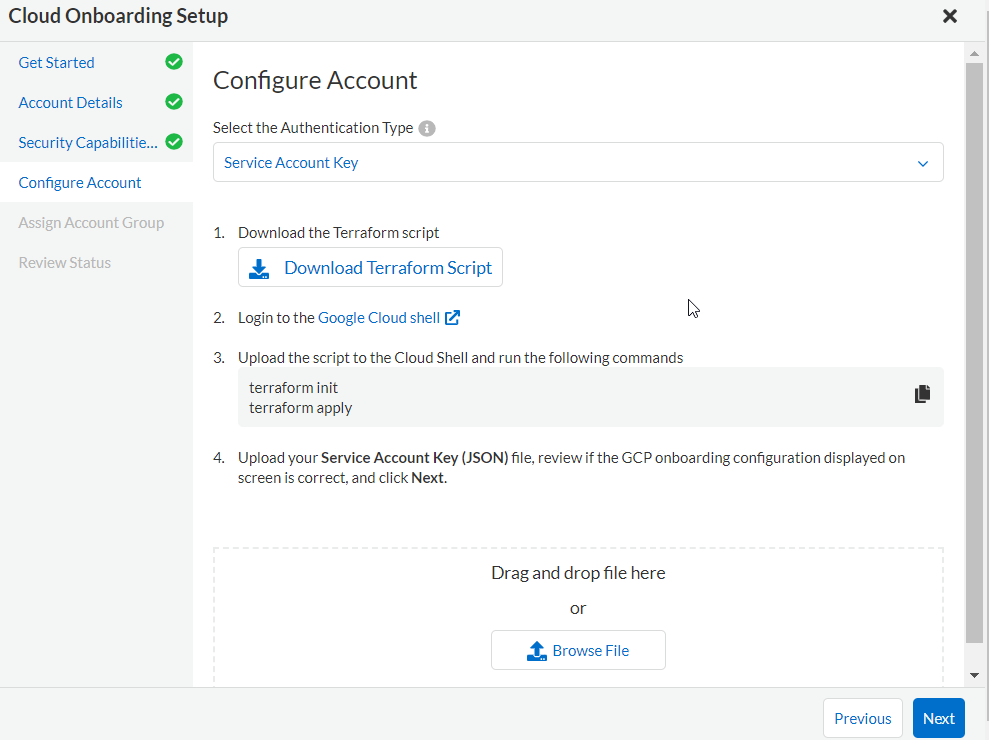 Cloud Onboarding Setup
Get Started
Account Details
Security Capabilitie...
Configure Account
Assign Account Group
Review Status
Configure Account
Select the Authentication Type
Service Account Key
1. Download the Terraform script
Download Terraform Script
2. Login to the Google Cloud shell
3. Upload the script to the Cloud Shell and run the following commands
terraform init
terraform apply
4. Upload your Service Account Key (JSON) file, review if the GCP onboarding configuration displayed on
screen is correct, and click Next.
Drag and drop file here
or
Browse File
Previous
Next